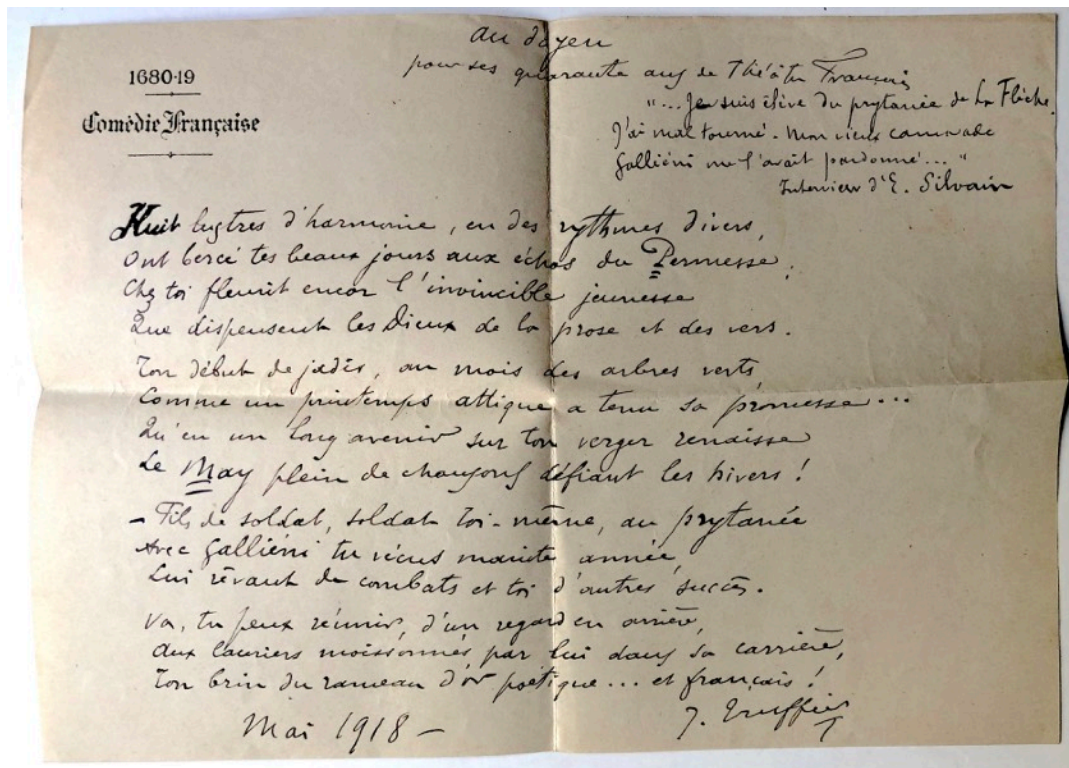 1680-19
Comédie Française
au doyen
pour ses quarante ans de Théâtre Français
"... Je suis élève du prytanée de La Flèche.
J'ai mal tourné. Mon vieux camarade
Galliéni me l'avait pardonné... "
Interview d'E. Silvain
Huit lustres d'harmonie, en des rythmes divers,
Ont bercé tes beaux jours aux échos du Permesse ;
Chez toi fleurit encor l'invincible jeunesse
Que dispensent les Dieux de la prose et des vers.
Ton début de jadis, au mois des arbres verts,
Comme un printemps attique a tenu sa promesse...
Qu'en un long avenir sur ton verger renaisse
Le May plein de chansons défiant les hivers !
- Fils de soldat, soldat toi-même, au prytanée
Avec Galliéni tu vécus mainte année,
Lui rêvant de combats et toi d'autres succès.
Va, tu peux réunir, d'un regard en arrière,
Aux lauriers moissonnés par lui dans sa carrière,
Ton brin du rameau d'or poétique... et français !
Mai 1918 -
J. Truffier